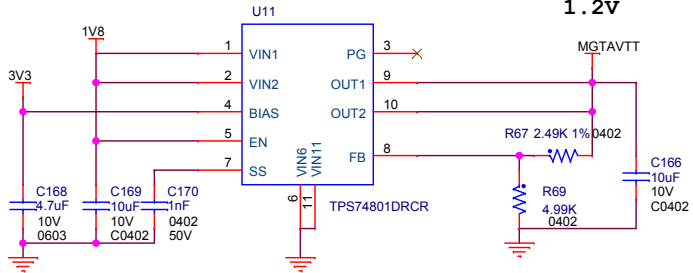 1.2V
U11
1V8
MGTAVTT
1 VIN1 PG 3
3V3
2 VIN2 OUT1 9
4 BIAS OUT2 10
R67 2.49K 1% 0402
5 EN
7 SS FB 8
VIN6
VIN11
6
11
TPS74801DRCR
C168
4.7uF
10V
0603
C169
10uF
10V
C0402
C170
1nF
0402
50V
R69
4.99K
0402
C166
10uF
10V
C0402